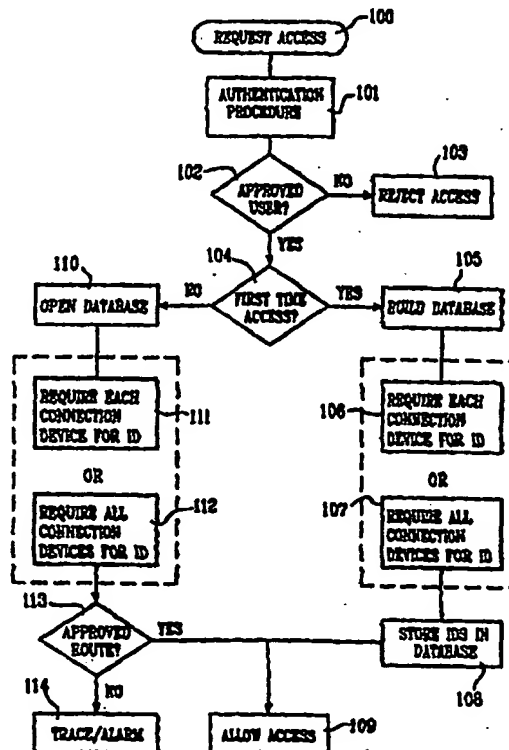 100
REQUEST ACCESS
AUTHENTICATION
PROCEDURE
101
102
APPROVED
USER?
NO
103
REJECT ACCESS
YES
110
104
105
OPEN DATABASE
NO
FIRST TIME
ACCESS?
YES
BUILD DATABASE
REQUIRE EACH
CONNECTION
DEVICE FOR ID
111
106
REQUIRE EACH
CONNECTION
DEVICE FOR ID
OR
OR
REQUIRE ALL
CONNECTION
DEVICES FOR ID
112
107
REQUIRE ALL
CONNECTION
DEVICES FOR ID
113
APPROVED
ROUTE?
YES
STORE IDS IN
DATABASE
108
114
NO
TRACE/ALARM
ALLOW ACCESS
109